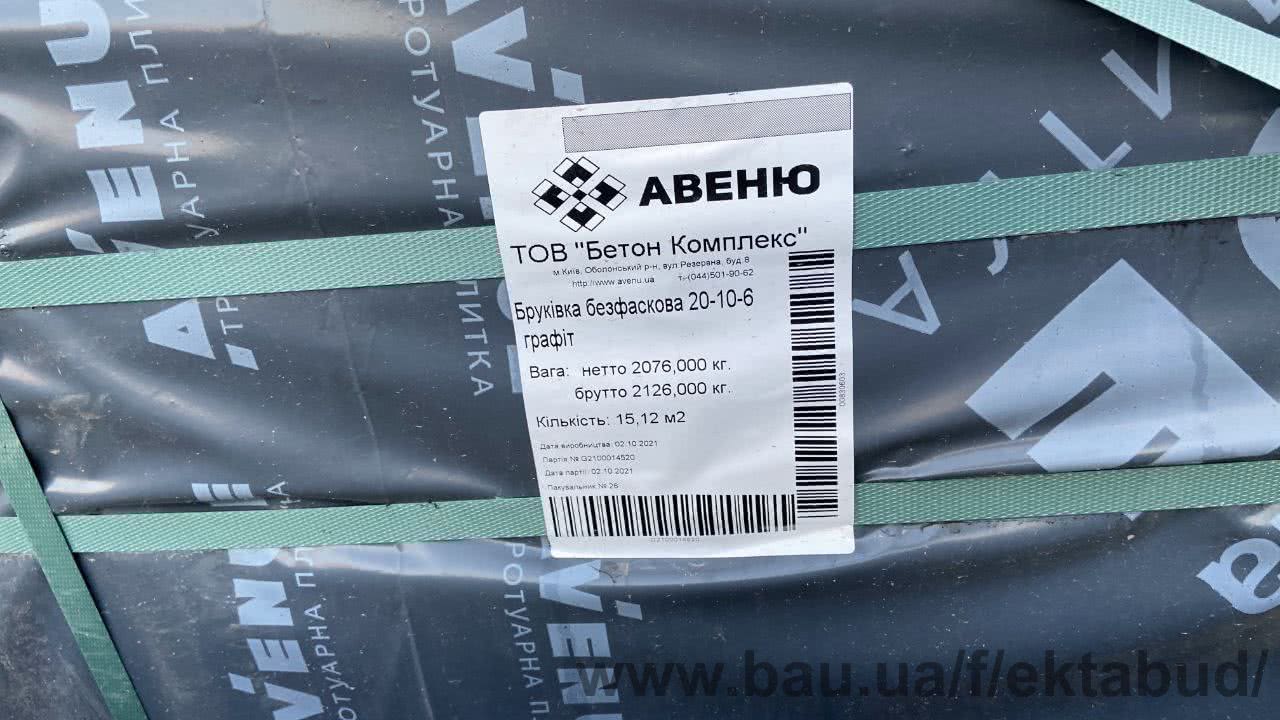 АВЕНЮ
ТОВ "Бетон Комплекс"
м.Київ, Оболонський р-н, вул Резервна, буд.8
http://www.avenu.ua т.-(044)501-90-62
Бруківка безфаскова 20-10-6
графіт
Вага: нетто 2076,000 кг.
брутто 2126,000 кг.
Кількість: 15,12 м2
Дата виробництва: 02.10.2021
Партія № G2100014520
Дата партії: 02.10.2021
Пакувальник № 26
00830603
A'VENUE
ТРОТУАРНА ПЛИТКА
www.bau.ua/f/ektabud/